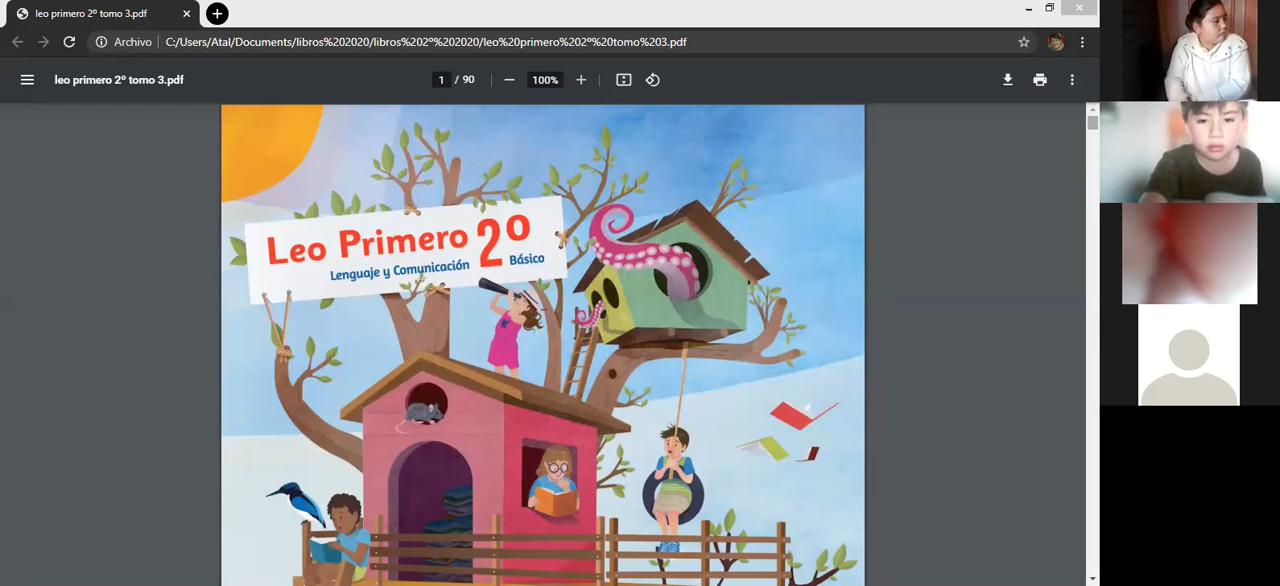 leo primero 2º tomo 3.pdf
Archivo C:/Users/Atal/Documents/libros%202020/libros%202º%202020/leo%20primero%202º%20tomo%203.pdf
leo primero 2º tomo 3.pdf 1 / 90 100%
Leo Primero 2º
Lenguaje y Comunicación Básico